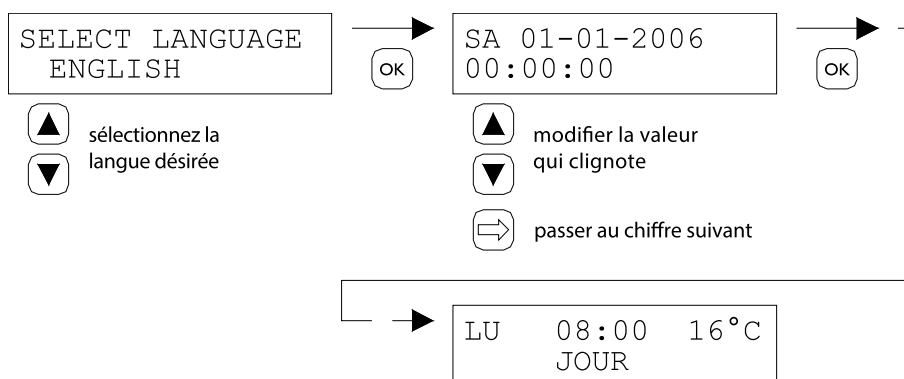 SELECT LANGUAGE
ENGLISH
OK
SA 01-01-2006
00:00:00
OK
sélectionnez la
langue désirée
modifier la valeur
qui clignote
passer au chiffre suivant
LU 08:00 16°C
JOUR